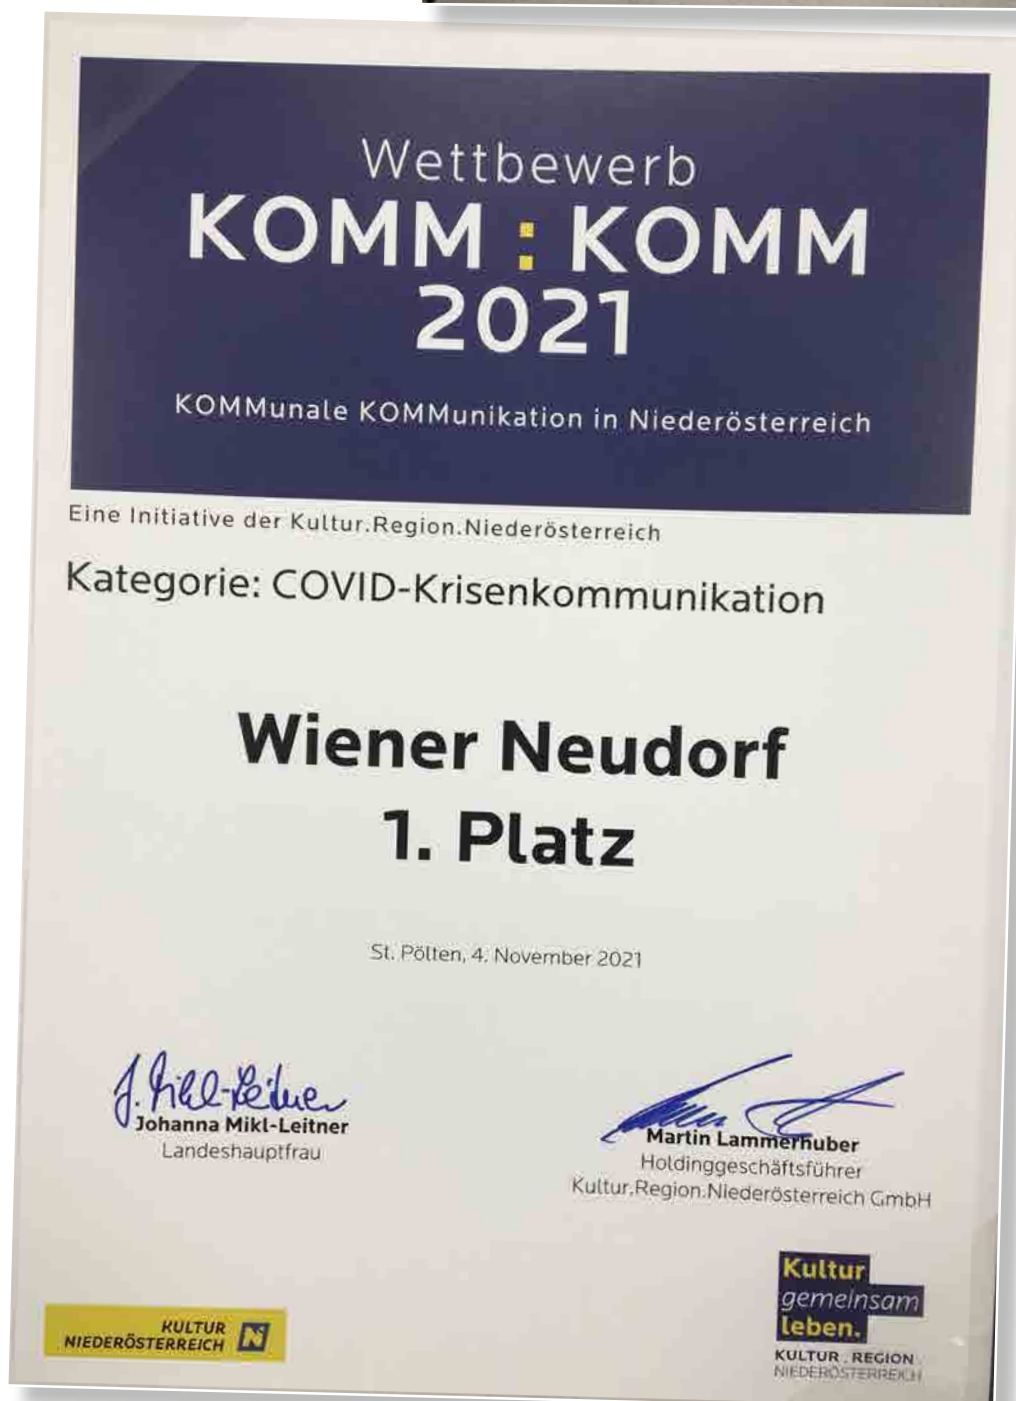 Wettbewerb
KOMM : KOMM
2021
KOMMunale KOMMunikation in Niederösterreich
Eine Initiative der Kultur.Region.Niederösterreich
Kategorie: COVID-Krisenkommunikation
Wiener Neudorf
1. Platz
St. Pölten, 4. November 2021
J. Mikl-Leitner
Johanna Mikl-Leitner
Landeshauptfrau
Martin Lammerhuber
Holdinggeschäftsführer
Kultur.Region.Niederösterreich GmbH
KULTUR
NIEDERÖSTERREICH N
Kultur
gemeinsam
leben.
KULTUR . REGION .
NIEDERÖSTERREICH